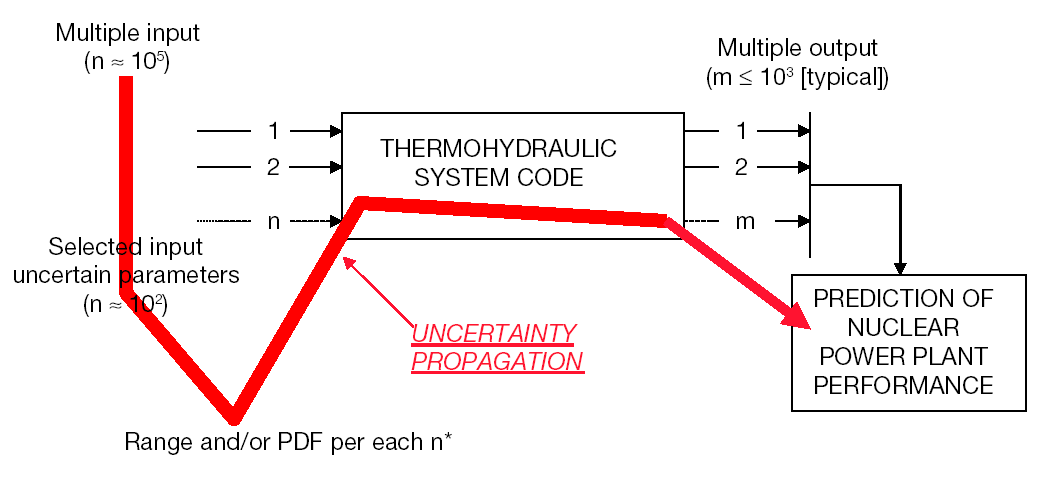 Multiple input
(n ≈ 10⁵)
Multiple output
(m ≤ 10³ [typical])
1
2
n
THERMOHYDRAULIC
SYSTEM CODE
1
2
m
Selected input
uncertain parameters
(n ≈ 10²)
UNCERTAINTY
PROPAGATION
PREDICTION OF
NUCLEAR
POWER PLANT
PERFORMANCE
Range and/or PDF per each n*